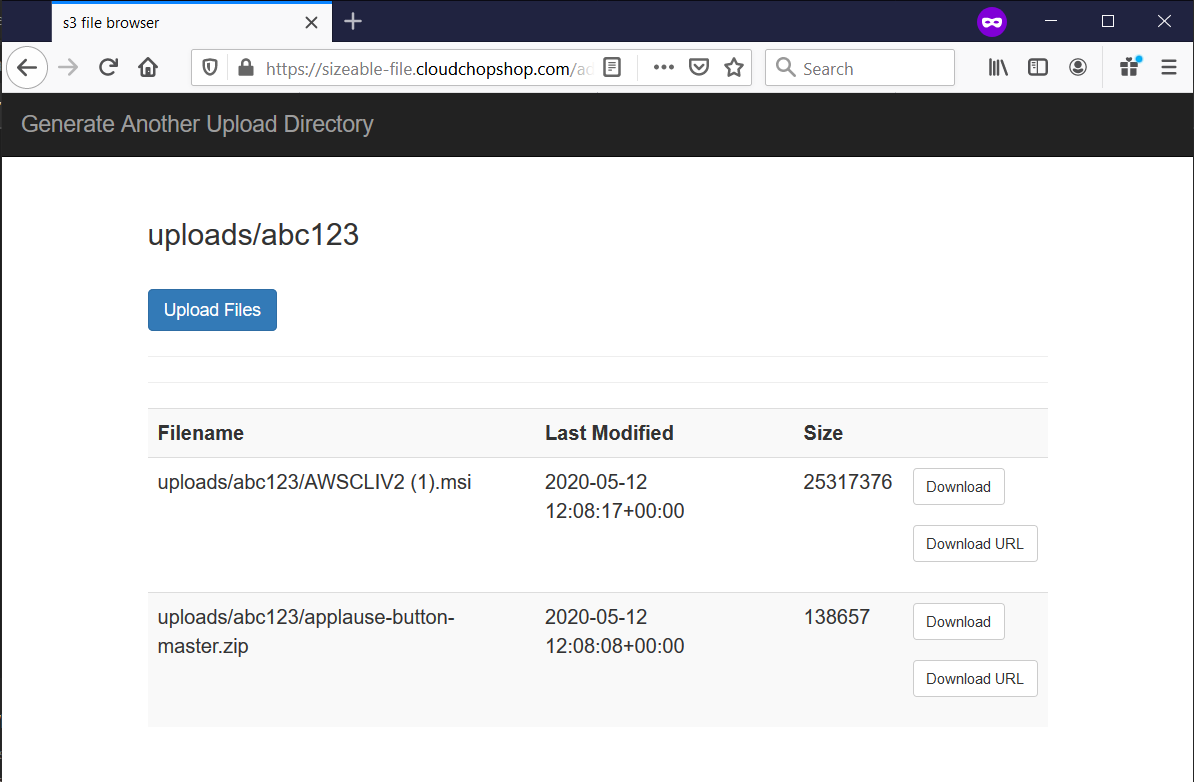 s3 file browser
https://sizeable-file.cloudchopshop.com/ad
Search
Generate Another Upload Directory
uploads/abc123
Upload Files
Filename Last Modified Size
uploads/abc123/AWSCLIV2 (1).msi 2020-05-12 25317376 Download
12:08:17+00:00
Download URL
uploads/abc123/applause-button- 2020-05-12 138657 Download
master.zip 12:08:08+00:00
Download URL